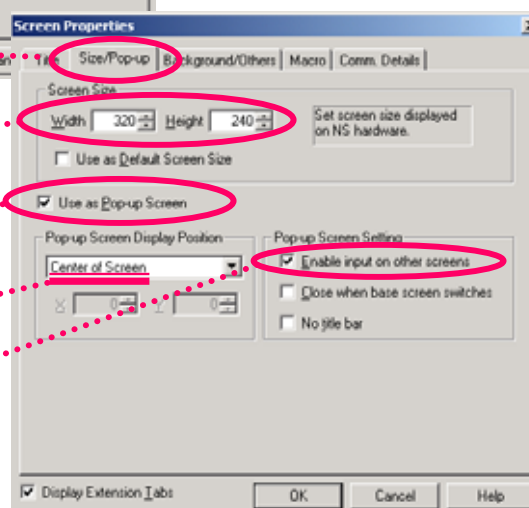 Screen Properties
Title Size/Pop-up Background/Others Macro Comm. Details
Screen Size
Width 320 Height 240
Set screen size displayed
on NS hardware.
Use as Default Screen Size
Use as Pop-up Screen
Pop-up Screen Display Position
Center of Screen
X 0 Y 0
Pop-up Screen Setting
Enable input on other screens
Close when base screen switches
No title bar
Display Extension Tabs
OK Cancel Help